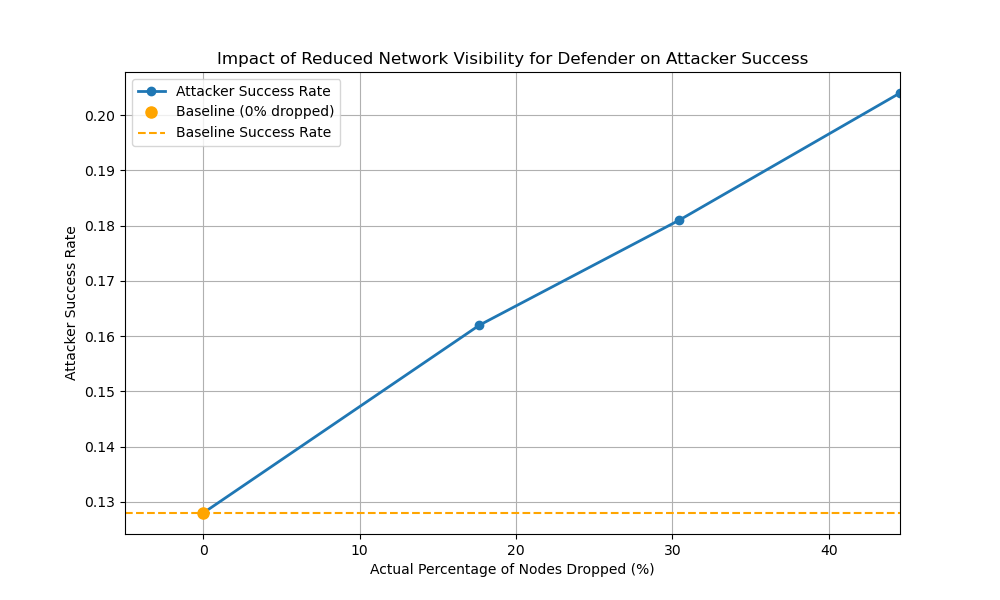 Impact of Reduced Network Visibility for Defender on Attacker Success
Attacker Success Rate
Baseline (0% dropped)
Baseline Success Rate
Attacker Success Rate
0.20
0.19
0.18
0.17
0.16
0.15
0.14
0.13
0
10
20
30
40
Actual Percentage of Nodes Dropped (%)